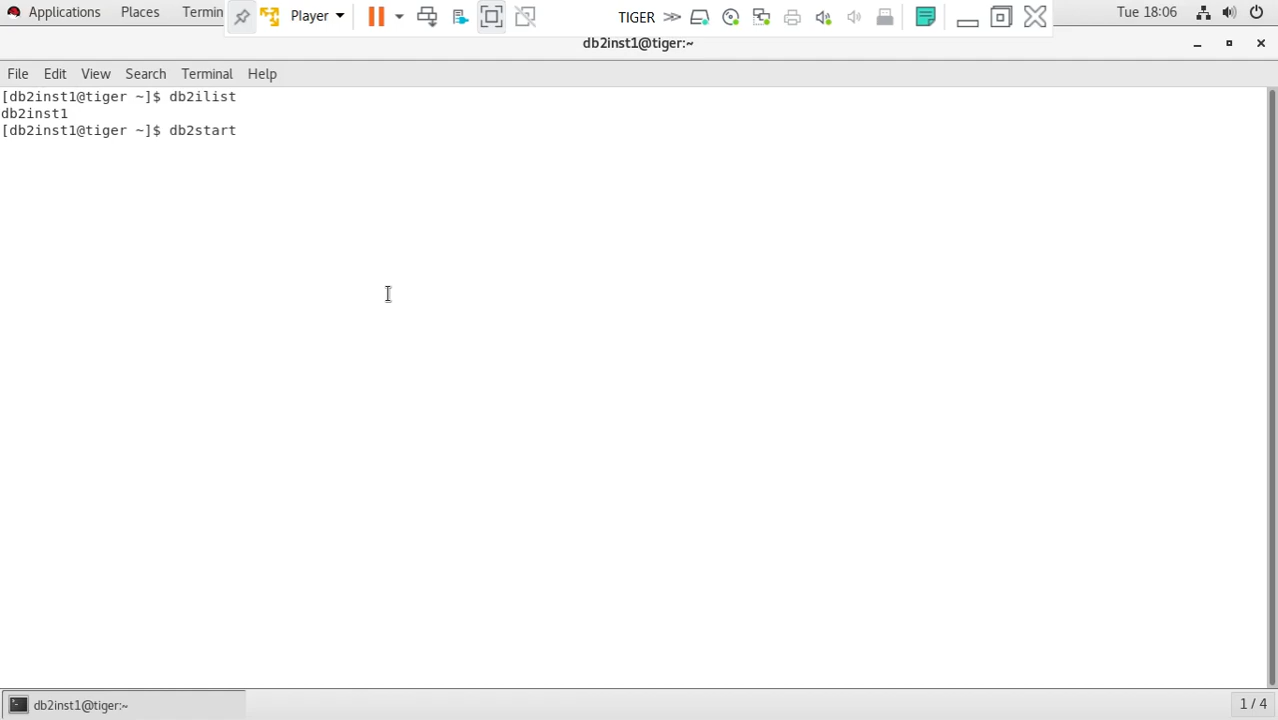 Applications Places Termin Player TIGER Tue 18:06
db2inst1@tiger:~
File Edit View Search Terminal Help
[db2inst1@tiger ~]$ db2ilist
db2inst1
[db2inst1@tiger ~]$ db2start
db2inst1@tiger:~ 1 / 4